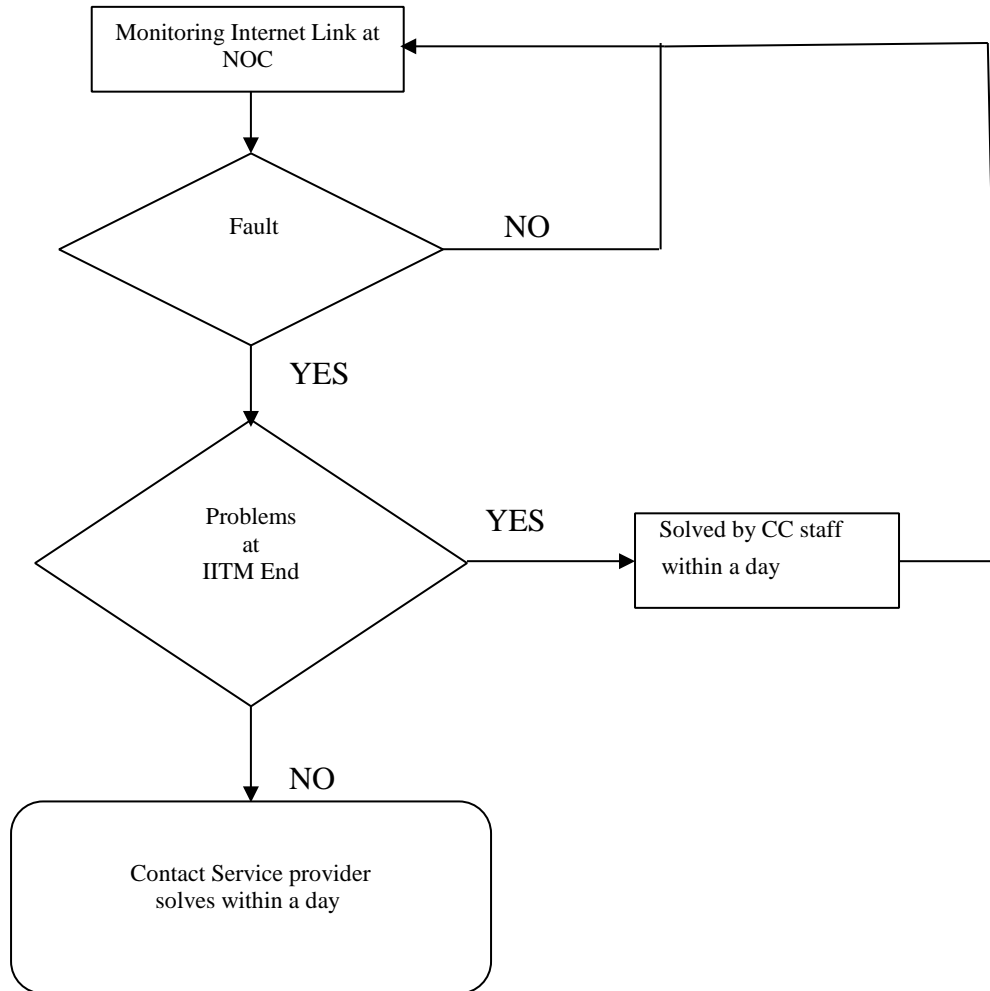 Monitoring Internet Link at
NOC
Fault
NO
YES
Problems
at
IITM End
YES
Solved by CC staff
within a day
NO
Contact Service provider
solves within a day